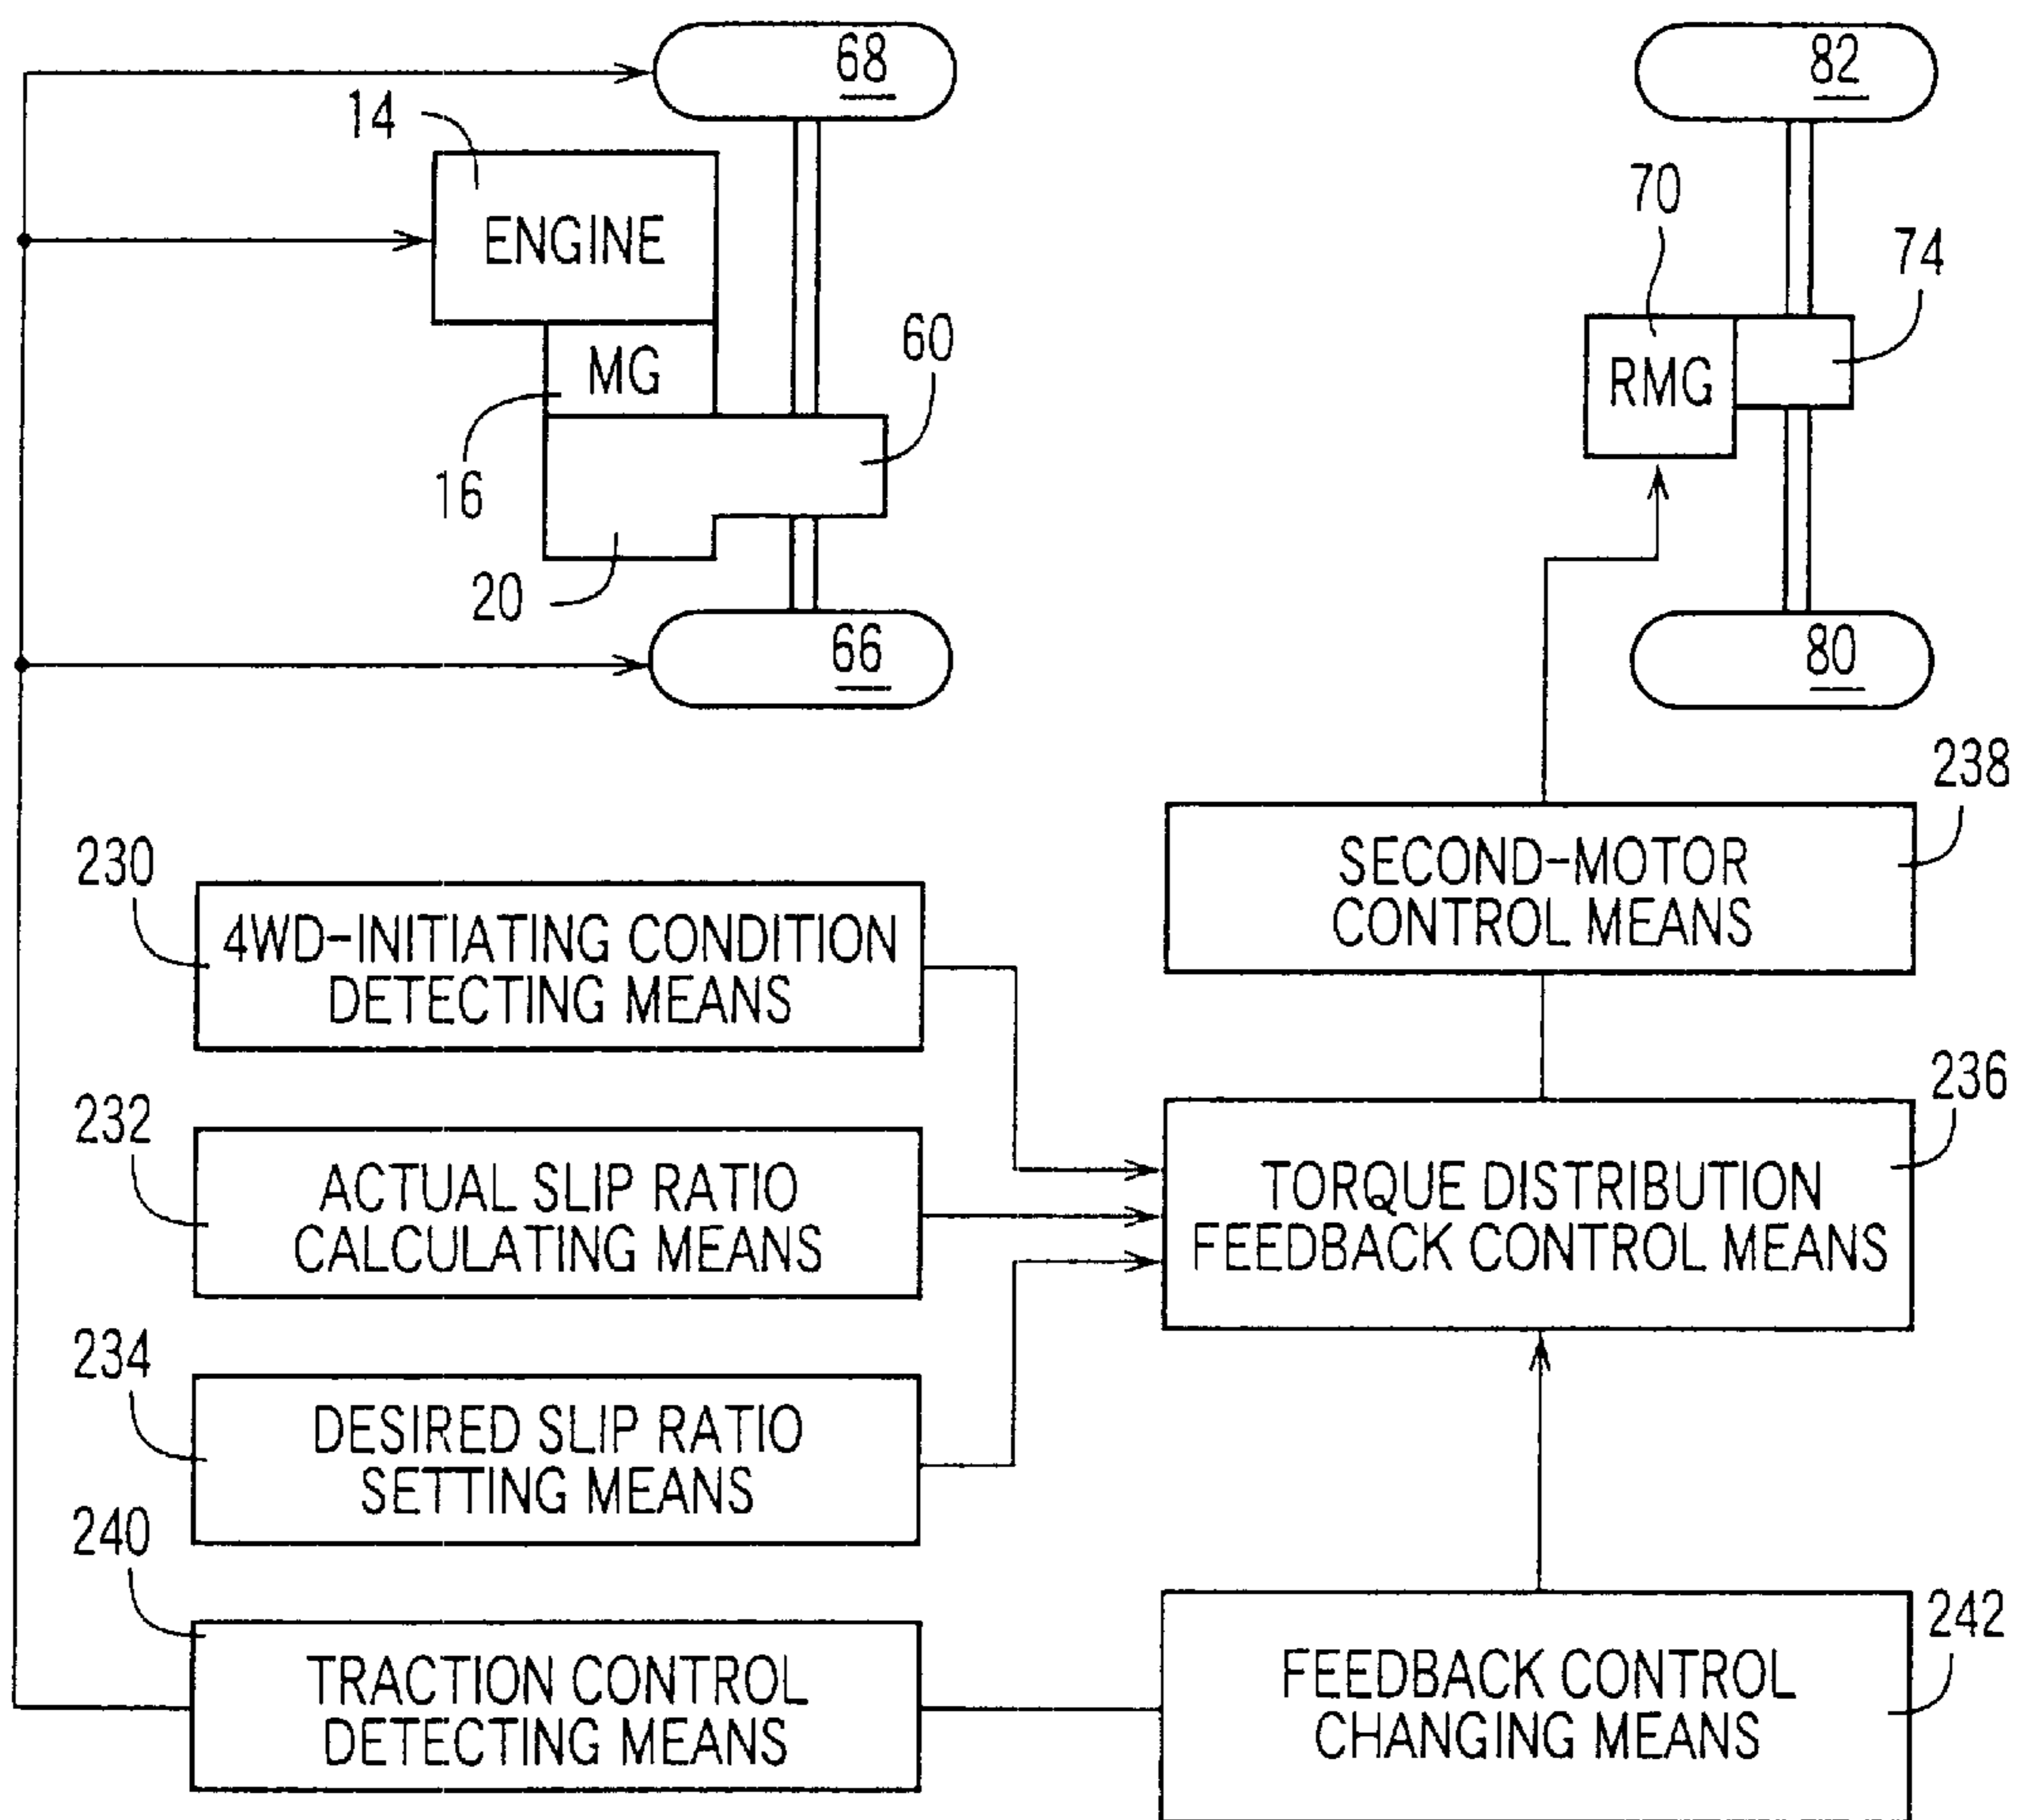 68
82
14
70
ENGINE
74
MG
60
RMG
16
20
66
80
238
230
SECOND-MOTOR
CONTROL MEANS
4WD-INITIATING CONDITION
DETECTING MEANS
236
232
ACTUAL SLIP RATIO
CALCULATING MEANS
TORQUE DISTRIBUTION
FEEDBACK CONTROL MEANS
234
DESIRED SLIP RATIO
SETTING MEANS
240
242
TRACTION CONTROL
DETECTING MEANS
FEEDBACK CONTROL
CHANGING MEANS